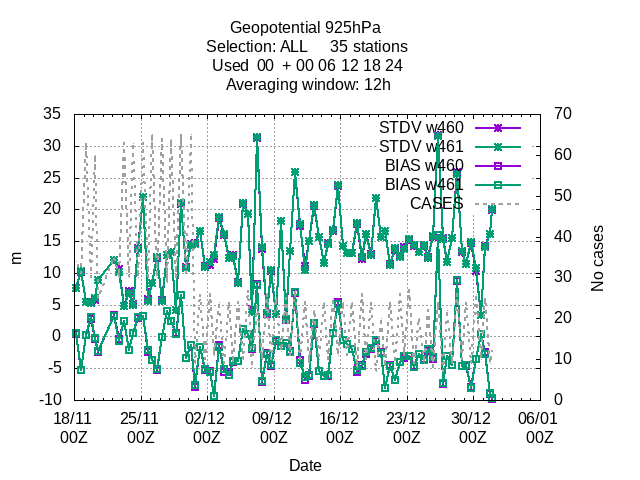 Geopotential 925hPa
Selection: ALL     35 stations
Used  00  + 00 06 12 18 24
Averaging window: 12h
35
30
25
20
15
10
5
0
-5
-10
m
70
60
50
40
30
20
10
0
No cases
STDV w460
STDV w461
BIAS w460
BIAS w461
CASES
18/11 25/11 02/12 09/12 16/12 23/12 30/12 06/01
00Z 00Z 00Z 00Z 00Z 00Z 00Z 00Z
Date